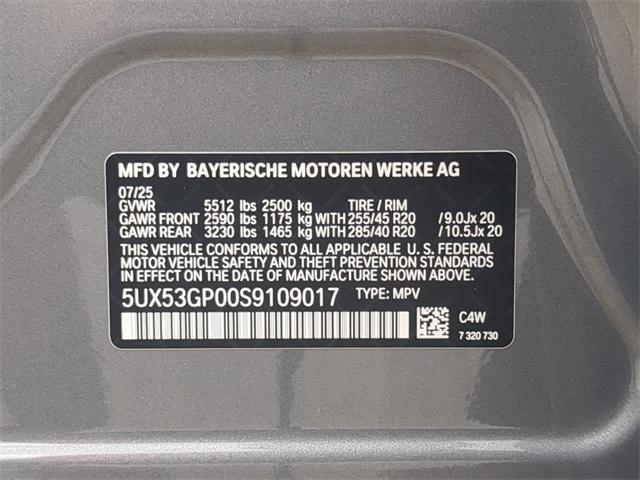 MFD BY BAYERISCHE MOTOREN WERKE AG
07/25
GVWR 5512 lbs 2500 kg TIRE / RIM
GAWR FRONT 2590 lbs 1175 kg WITH 255/45 R20 /9.0Jx 20
GAWR REAR 3230 lbs 1465 kg WITH 285/40 R20 /10.5Jx 20
THIS VEHICLE CONFORMS TO ALL APPLICABLE U. S. FEDERAL
MOTOR VEHICLE SAFETY AND THEFT PREVENTION STANDARDS
IN EFFECT ON THE DATE OF MANUFACTURE SHOWN ABOVE.
5UX53GP00S9109017 TYPE: MPV
C4W
7 320 730